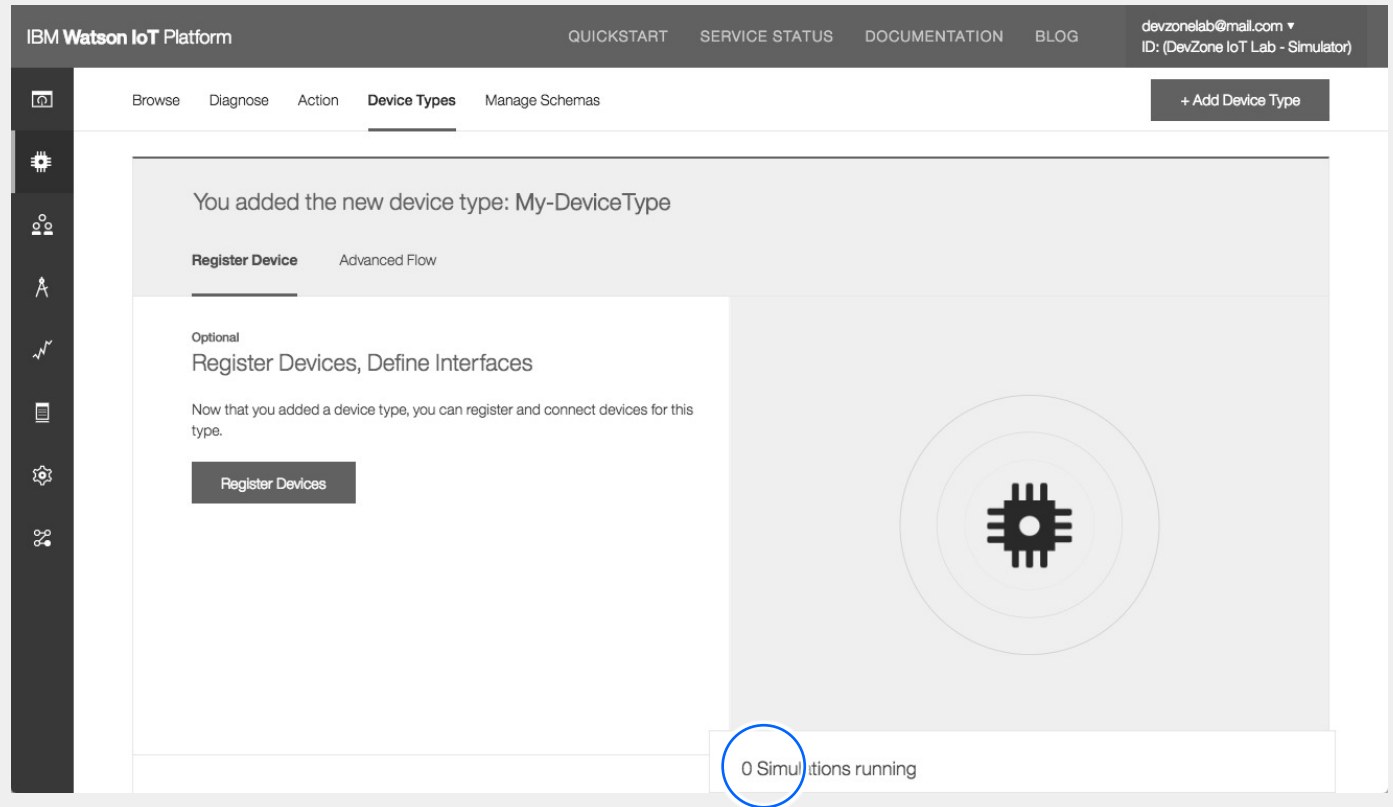 IBM Watson IoT Platform
QUICKSTART
SERVICE STATUS
DOCUMENTATION
BLOG
devzonelab@mail.com ▾
ID: (DevZone IoT Lab - Simulator)
Browse
Diagnose
Action
Device Types
Manage Schemas
+ Add Device Type
You added the new device type: My-DeviceType
Register Device
Advanced Flow
Optional
Register Devices, Define Interfaces
Now that you added a device type, you can register and connect devices for this
type.
Register Devices
0 Simulations running